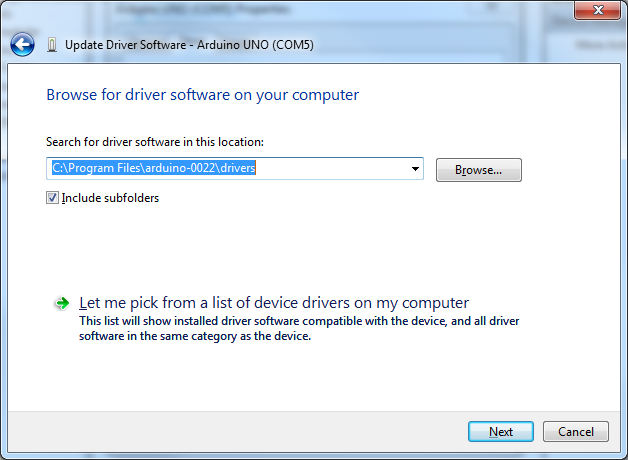 Update Driver Software - Arduino UNO (COM5)
Browse for driver software on your computer
Search for driver software in this location:
C:\Program Files\arduino-0022\drivers
Browse...
Include subfolders
Let me pick from a list of device drivers on my computer
This list will show installed driver software compatible with the device, and all driver
software in the same category as the device.
Next
Cancel